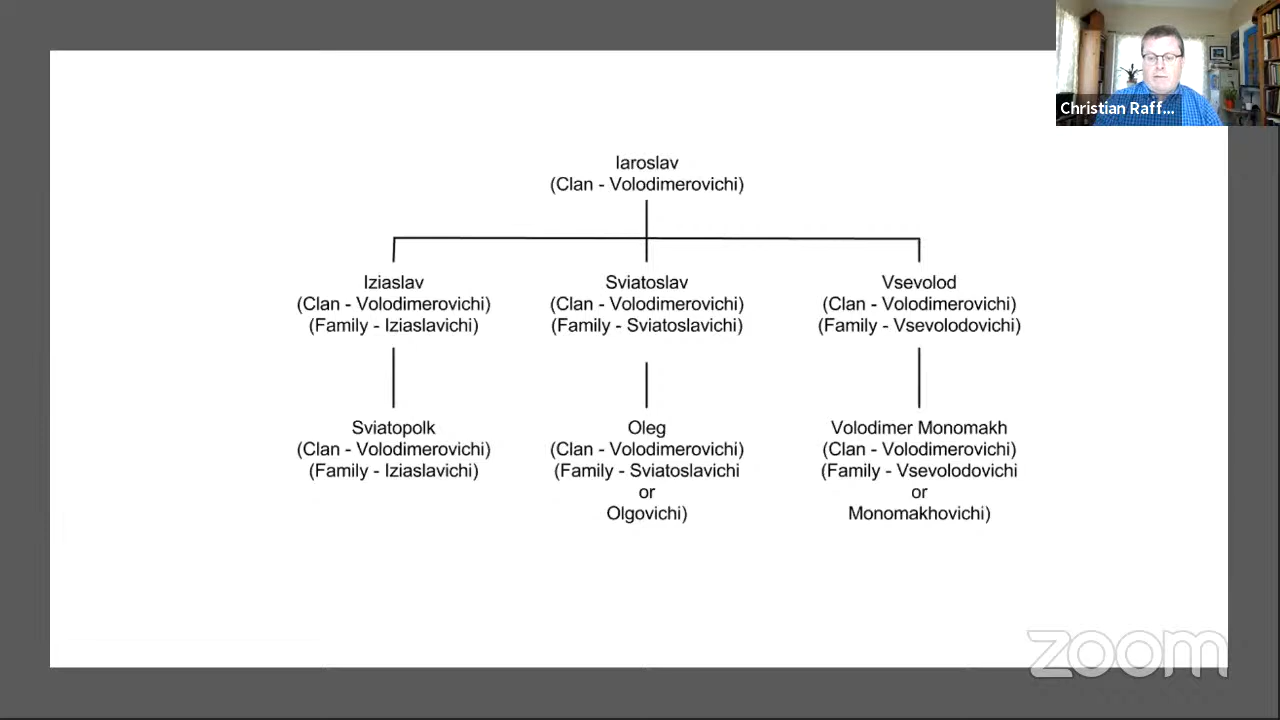 Christian Raff...
Iaroslav
(Clan - Volodimerovichi)
Iziaslav
(Clan - Volodimerovichi)
(Family - Iziaslavichi)
Sviatoslav
(Clan - Volodimerovichi)
(Family - Sviatoslavichi)
Vsevolod
(Clan - Volodimerovichi)
(Family - Vsevolodovichi)
Sviatopolk
(Clan - Volodimerovichi)
(Family - Iziaslavichi)
Oleg
(Clan - Volodimerovichi)
(Family - Sviatoslavichi
or
Olgovichi)
Volodimer Monomakh
(Clan - Volodimerovichi)
(Family - Vsevolodovichi
or
Monomakhovichi)
zoom